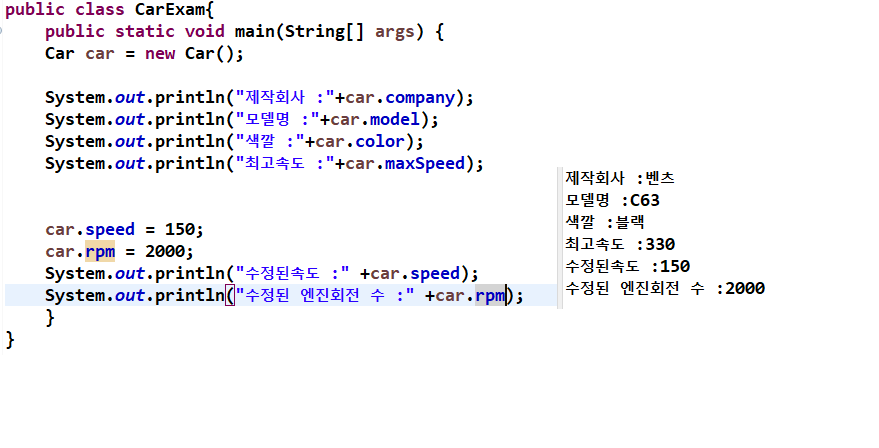 public class CarExam{
public static void main(String[] args) {
Car car = new Car();
System.out.println("제작회사 :"+car.company);
System.out.println("모델명 :"+car.model);
System.out.println("색깔 :"+car.color);
System.out.println("최고속도 :"+car.maxSpeed);
car.speed = 150;
car.rpm = 2000;
System.out.println("수정된속도 :" +car.speed);
System.out.println("수정된 엔진회전 수 :" +car.rpm);
}
}
제작회사 :벤츠
모델명 :C63
색깔 :블랙
최고속도 :330
수정된속도 :150
수정된 엔진회전 수 :2000